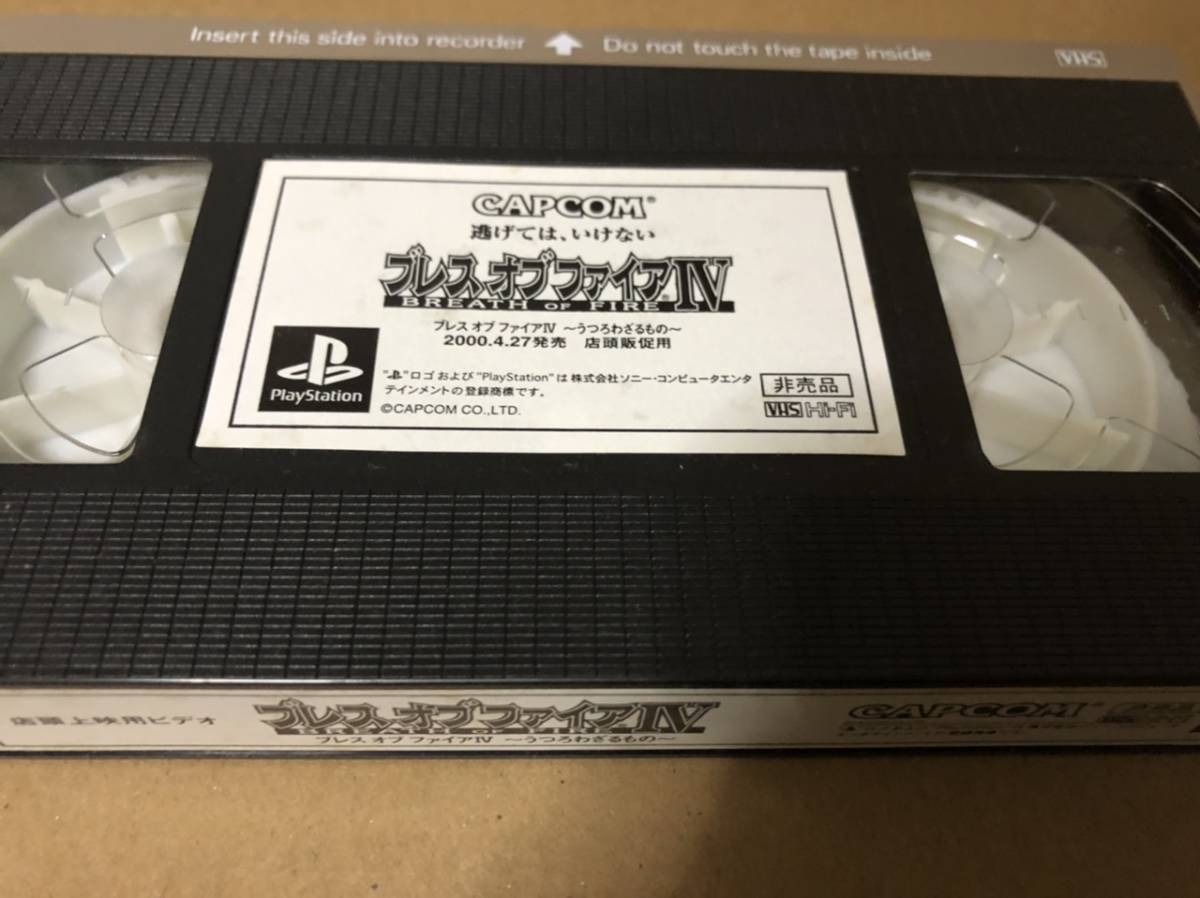 Insert this side into recorder Do not touch the tape inside VHS
CAPCOM®
逃げては、いけない
ブレス オブ ファイア®IV
BREATH OF FIRE
ブレス オブ ファイアIV ～うつろわざるもの～
2000.4.27発売 店頭販促用
PlayStation
"PS"ロゴ および"PlayStation"は 株式会社ソニー・コンピュータエンタ
テインメントの登録商標です。
©CAPCOM CO.,LTD.
非売品
VHS Hi-Fi
店頭上映用ビデオ
ブレス オブ ファイアIV
BREATH OF FIRE
ブレス オブ ファイアIV ～うつろわざるもの～
CAPCOM